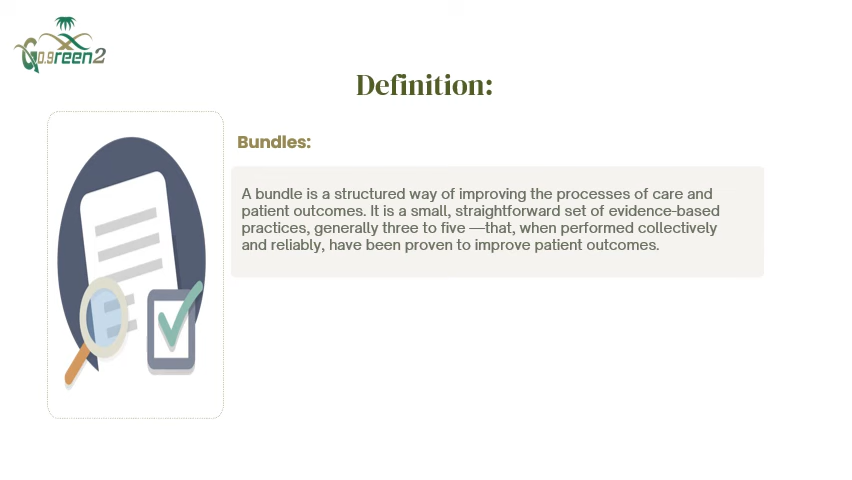 Go.green2
Definition:
Bundles:
A bundle is a structured way of improving the processes of care and
patient outcomes. It is a small, straightforward set of evidence-based
practices, generally three to five —that, when performed collectively
and reliably, have been proven to improve patient outcomes.